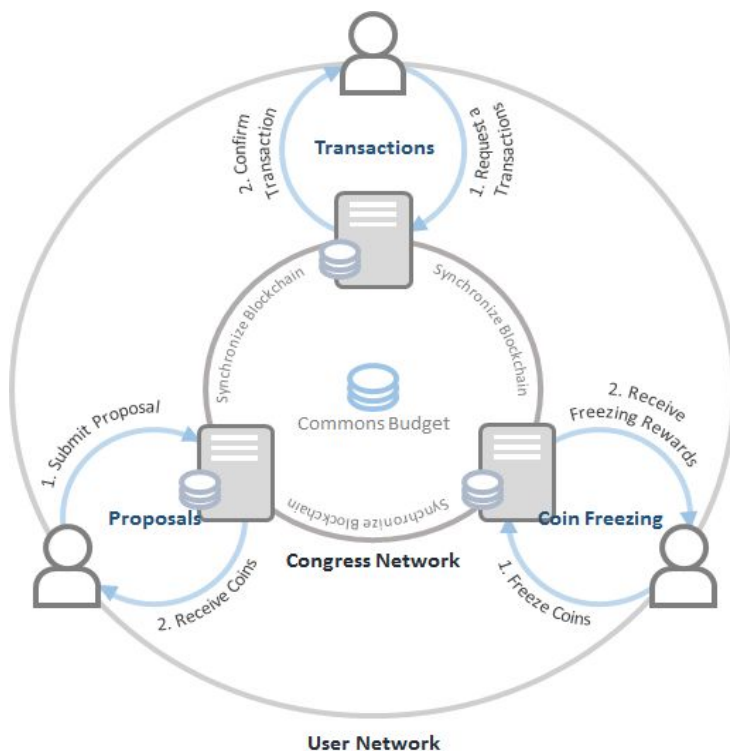 2. Confirm
Transaction
Transactions
1. Request a
Transactions
Synchronize Blockchain
Synchronize Blockchain
Commons Budget
1. Submit Proposal
Proposals
2. Receive Coins
2. Receive
Freezing Rewards
Coin Freezing
1. Freeze Coins
Synchronize Blockchain
Congress Network
User Network